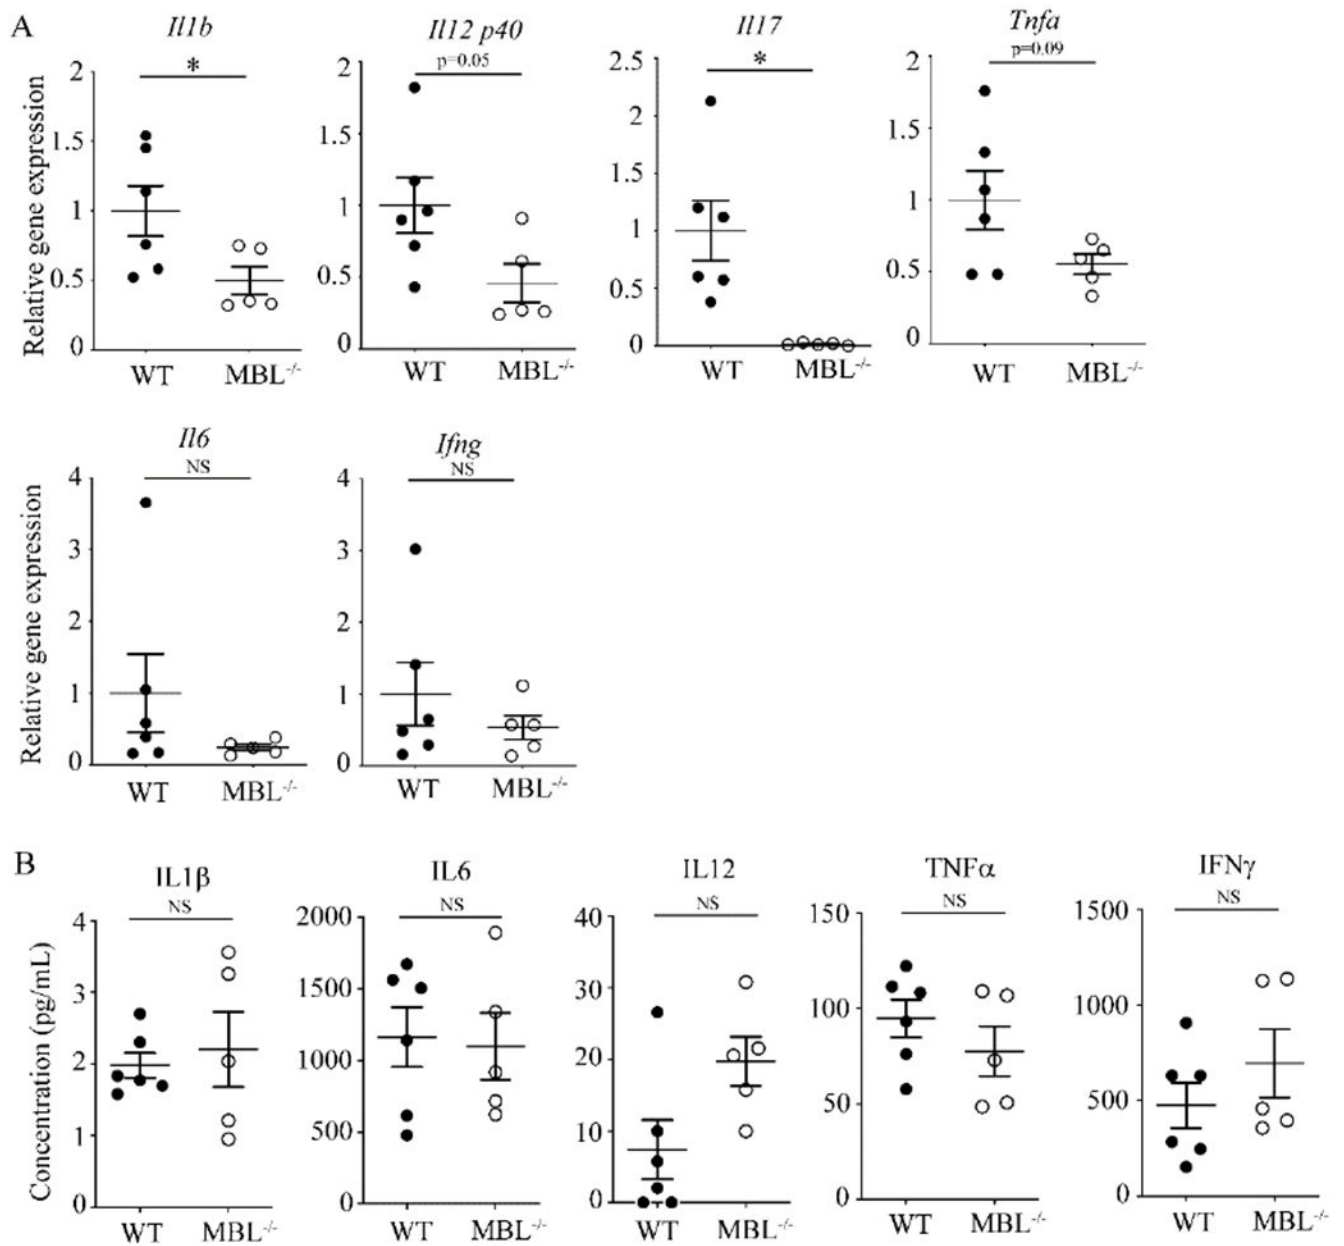 A
Il1b Il12 p40 Il17 Tnfa
* p=0.05 * p=0.09
Relative gene expression
2 1.5 1 0.5 0
2 1.5 1 0.5 0
2.5 2 1.5 1 0.5 0
2 1.5 1 0.5 0
WT MBL-/- WT MBL-/- WT MBL-/- WT MBL-/-
Il6 Ifng
NS NS
Relative gene expression
4 3 2 1 0
4 3 2 1 0
WT MBL-/- WT MBL-/-
B
IL1β IL6 IL12 TNFα IFNγ
NS NS NS NS NS
Concentration (pg/mL)
4 3 2 1 0
2000 1500 1000 500 0
40 30 20 10 0
150 100 50 0
1500 1000 500 0
WT MBL-/- WT MBL-/- WT MBL-/- WT MBL-/- WT MBL-/-